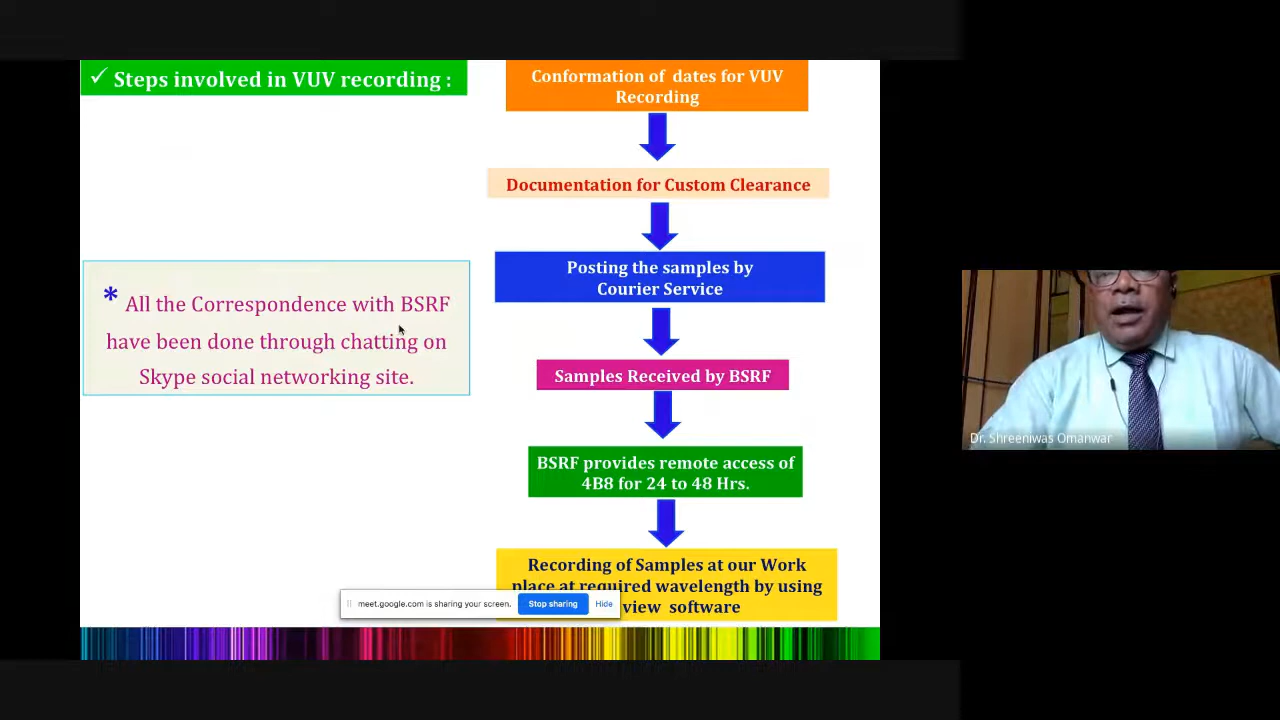 ✓ Steps involved in VUV recording :
Conformation of dates for VUV
Recording
Documentation for Custom Clearance
Posting the samples by
Courier Service
* All the Correspondence with BSRF
have been done through chatting on
Skype social networking site.
Samples Received by BSRF
BSRF provides remote access of
4B8 for 24 to 48 Hrs.
Recording of Samples at our Work
place at required wavelength by using
view software
meet.google.com is sharing your screen.
Stop sharing
Hide
Dr. Shreeniwas Omanwar